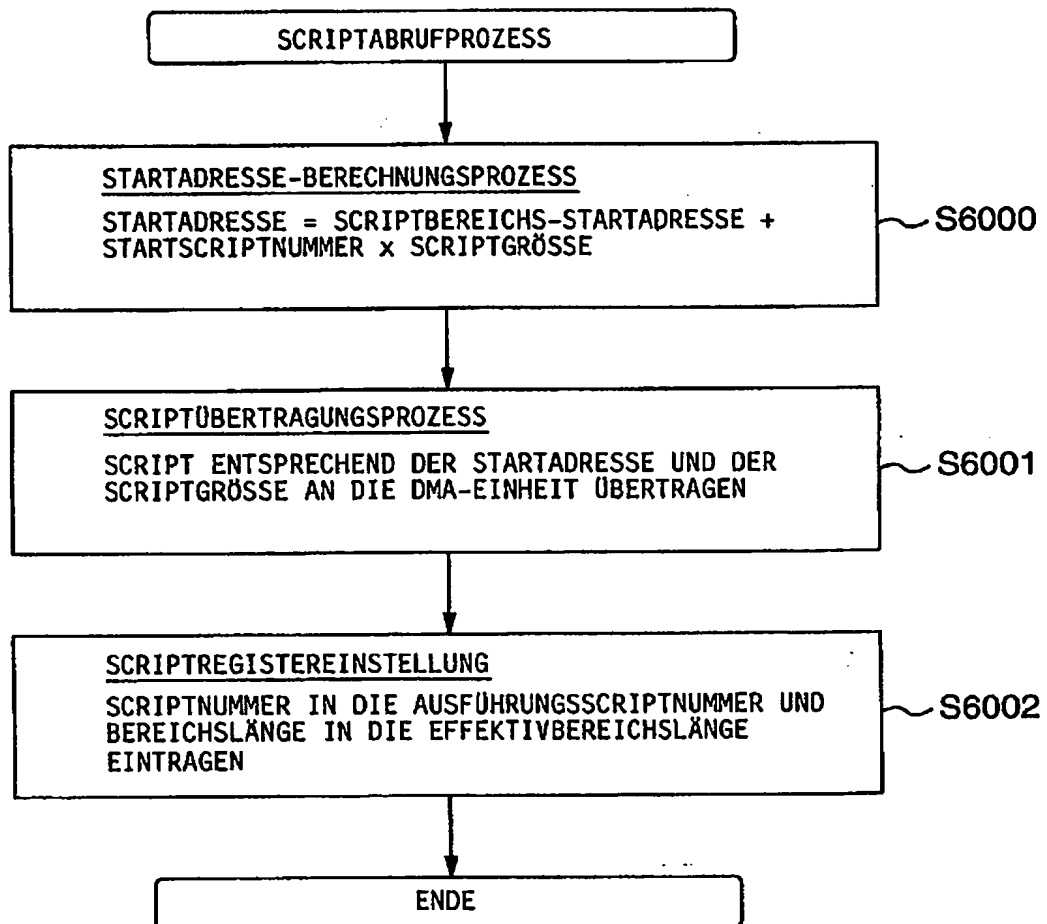 SCRIPTABRUFPROZESS
STARTADRESSE-BERECHNUNGSPROZESS
STARTADRESSE = SCRIPTBEREICHS-STARTADRESSE +
STARTSCRIPTNUMMER x SCRIPTGRÖSSE
S6000
SCRIPTÜBERTRAGUNGSPROZESS
SCRIPT ENTSPRECHEND DER STARTADRESSE UND DER
SCRIPTGRÖSSE AN DIE DMA-EINHEIT ÜBERTRAGEN
S6001
SCRIPTREGISTEREINSTELLUNG
SCRIPTNUMMER IN DIE AUSFÜHRUNGSSCRIPTNUMMER UND
BEREICHSLÄNGE IN DIE EFFEKTIVBEREICHSLÄNGE
EINTRAGEN
S6002
ENDE